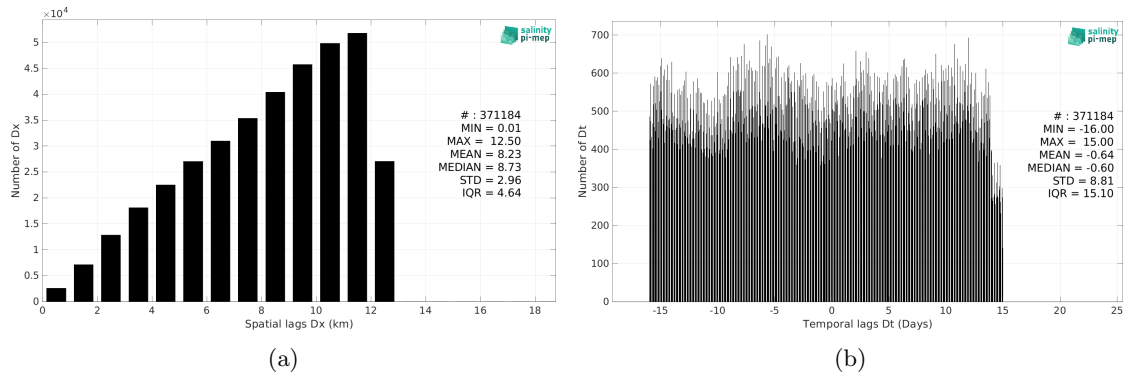 ×10⁴
5
4.5
4
3.5
3
2.5
2
1.5
1
0.5
0
Number of Dx
0 2 4 6 8 10 12 14 16 18
Spatial lags Dx (km)
salinity
pi-mep
# : 371184
MIN = 0.01
MAX = 12.50
MEAN = 8.23
MEDIAN = 8.73
STD = 2.96
IQR = 4.64
(a)
700
600
500
400
300
200
100
0
Number of Dt
-15 -10 -5 0 5 10 15 20 25
Temporal lags Dt (Days)
salinity
pi-mep
# : 371184
MIN = -16.00
MAX = 15.00
MEAN = -0.64
MEDIAN = -0.60
STD = 8.81
IQR = 15.10
(b)